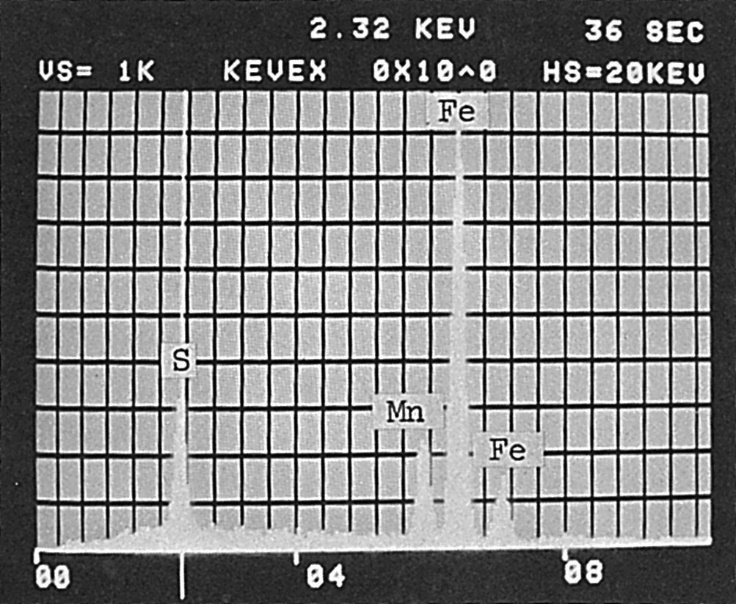 2.32 KEV 36 SEC
VS= 1K KEVEX 0X10^0 HS=20KEV
Fe
S
Mn
Fe
00 04 08